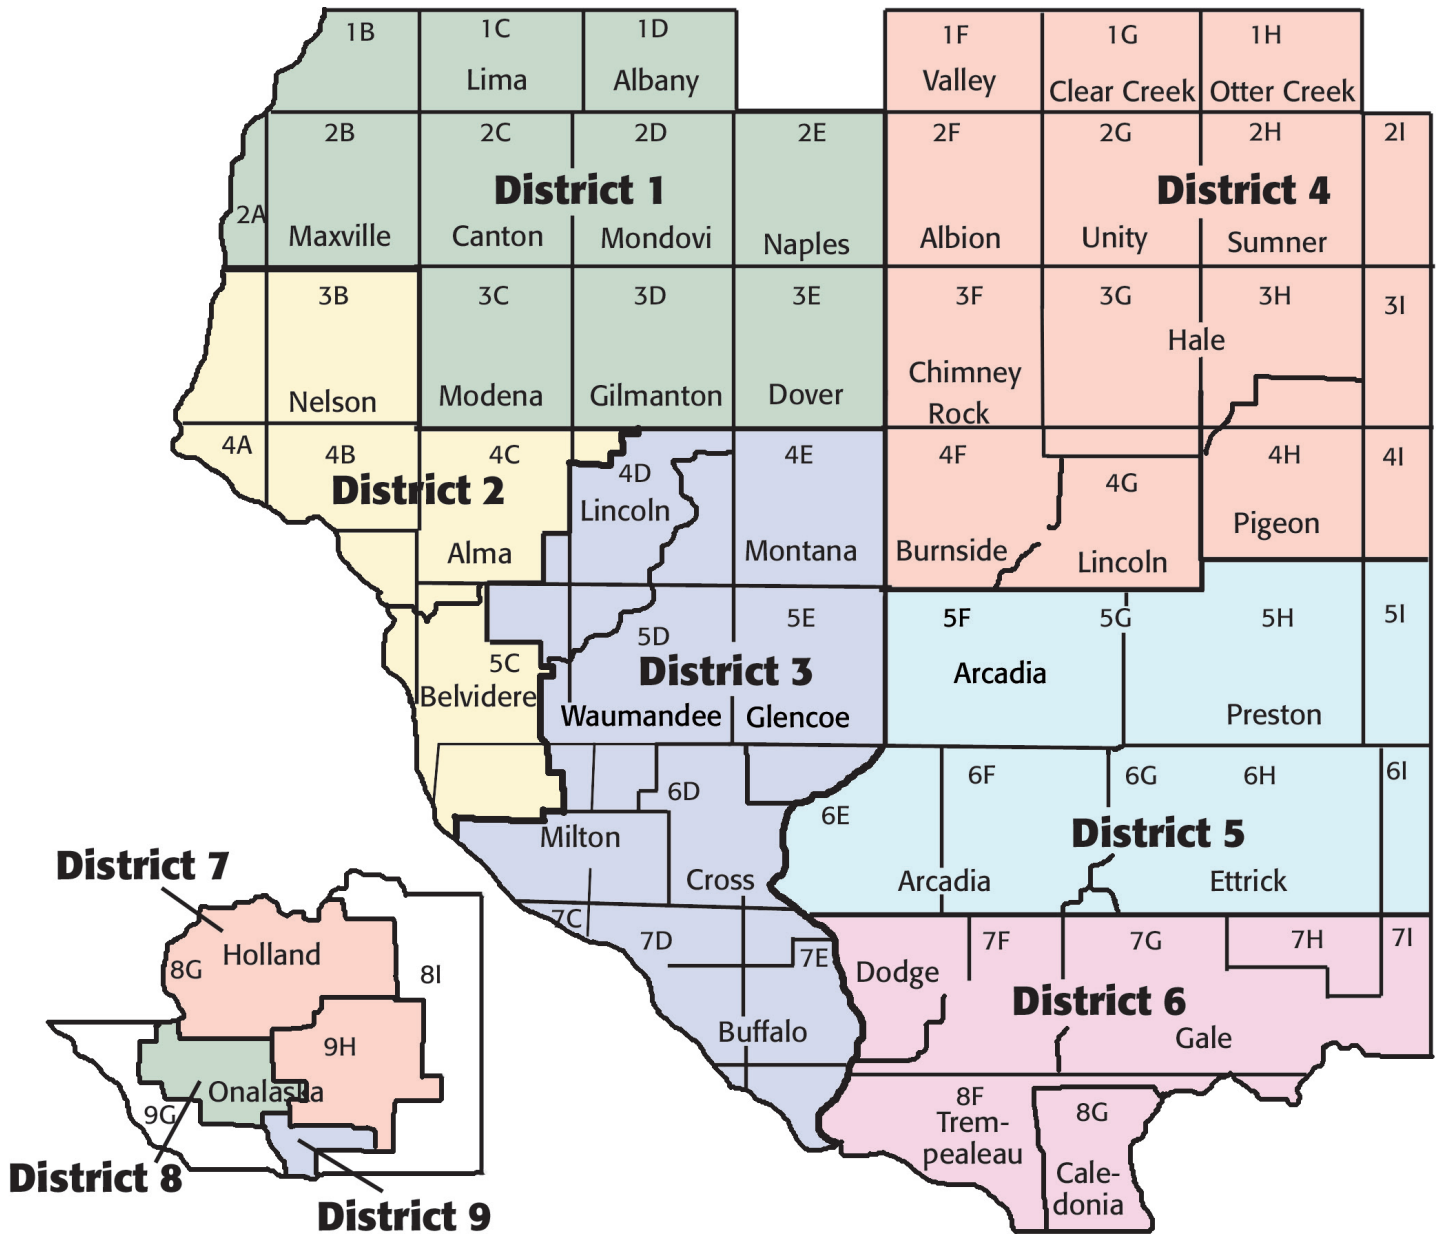 1B
1C
1D
1F
1G
1H
Lima
Albany
Valley
Clear Creek
Otter Creek
2A
2B
2C
2D
2E
2F
2G
2H
2I
District 1
District 4
Maxville
Canton
Mondovi
Naples
Albion
Unity
Sumner
3B
3C
3D
3E
3F
3G
3H
3I
Hale
Nelson
Modena
Gilmanton
Dover
Chimney
Rock
4A
4B
4C
4D
4E
4F
4G
4H
4I
District 2
Lincoln
Alma
Montana
Burnside
Lincoln
Pigeon
5C
5D
5E
5F
5G
5H
5I
District 3
Belvidere
Waumandee
Glencoe
Arcadia
Preston
6D
6E
6F
6G
6H
6I
District 5
Milton
Cross
Arcadia
Ettrick
7C
7D
7E
7F
7G
7H
7I
Dodge
District 6
Buffalo
Gale
8F
8G
Trem-
pealeau
Cale-
donia
District 7
Holland
8G
8I
9H
Onalaska
9G
District 8
District 9